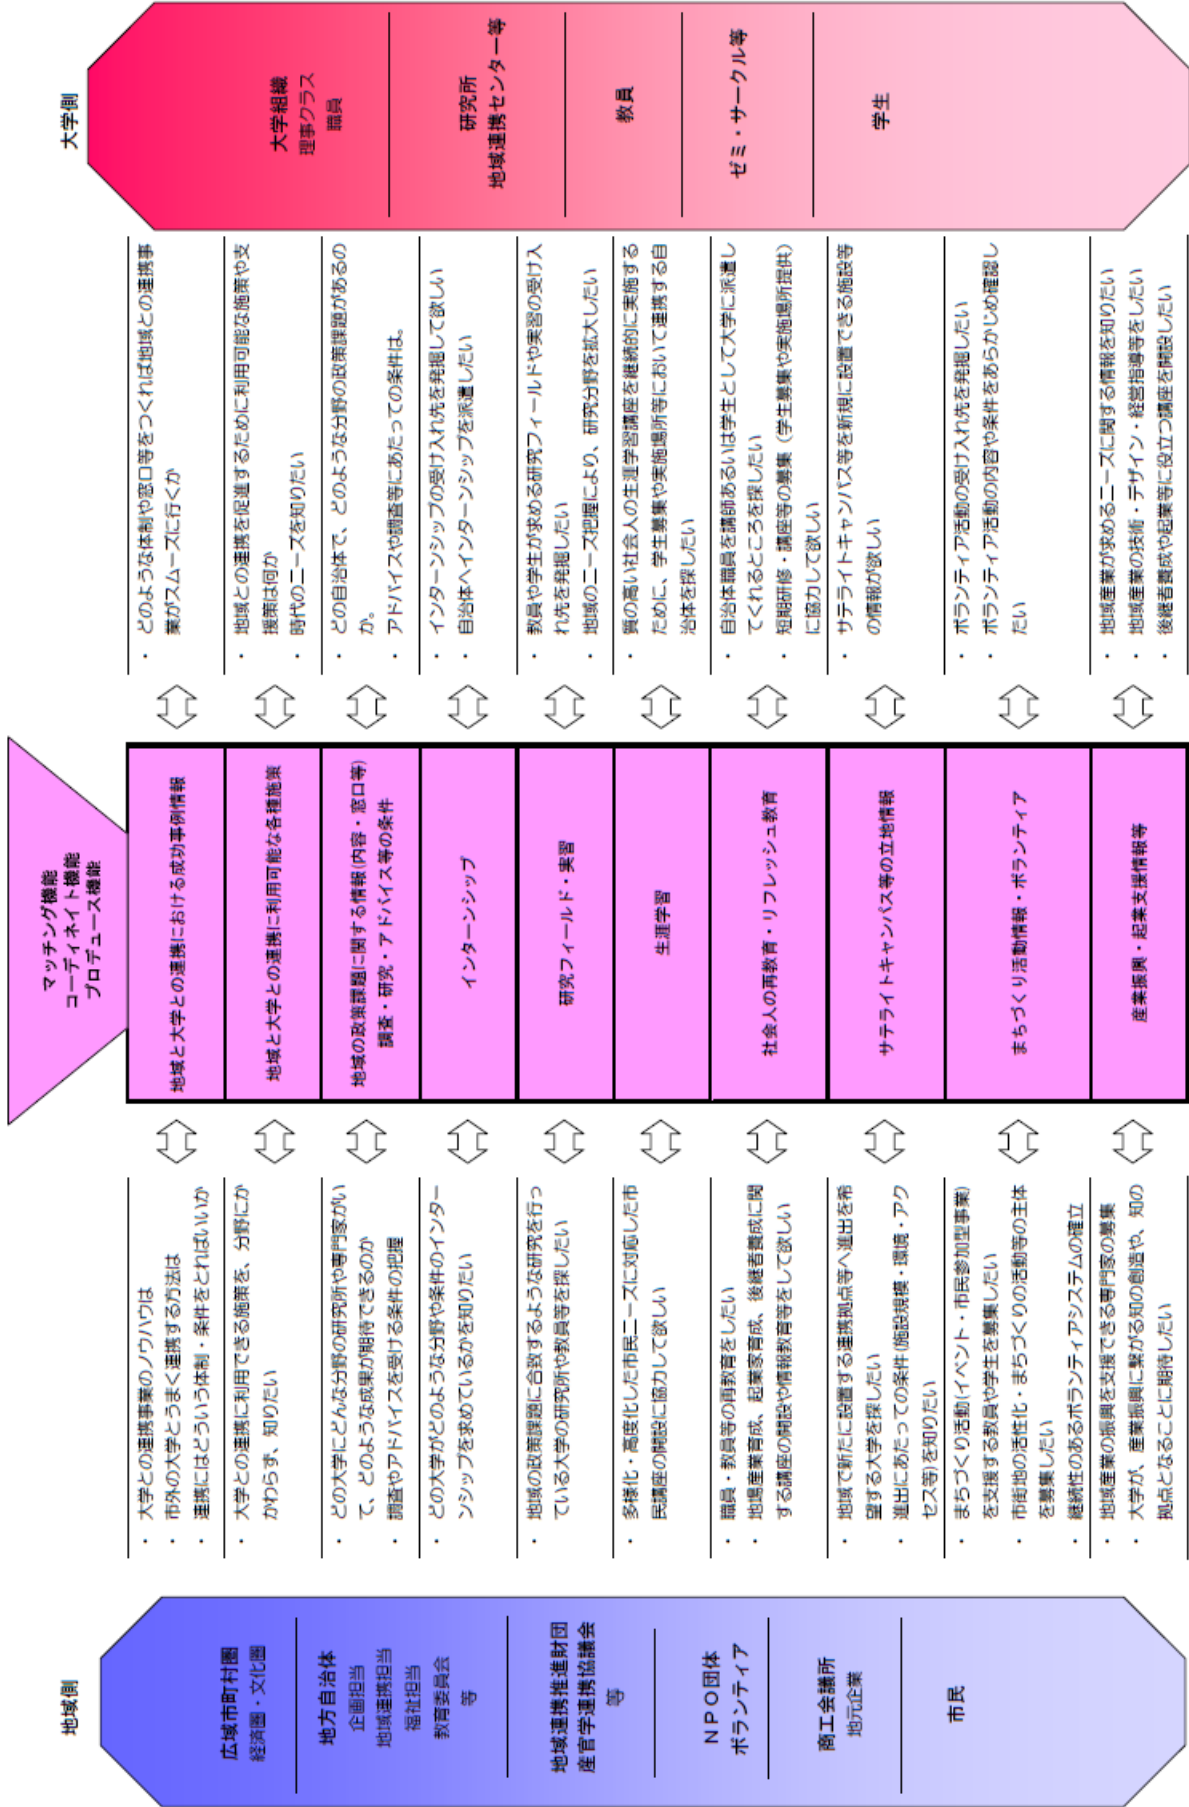 地域側
広域市町村圏
経済圏・文化圏
地方自治体
企画担当
地域連携担当
福祉担当
教育委員会
等
地域連携推進財団
産官学連携協議会
等
NPO団体
ボランティア
商工会議所
地元企業
市民
・ 大学との連携事業のノウハウは
・ 市外の大学とうまく連携する方法は
・ 連携にはどういう体制・条件をとればいいか
・ 大学との連携に利用できる施策を、分野にか
かわらず、知りたい
・ どの大学にどんな分野の研究所や専門家がい
て、どのような成果が期待できるのか
・ 調査やアドバイスを受ける条件の把握
・ どの大学がどのような分野や条件のインター
ンシップを求めているかを知りたい
・ 地域の政策課題に合致するような研究を行っ
ている大学の研究所や教員等を探したい
・ 多様化・高度化した市民ニーズに対応した市
民講座の開設に協力して欲しい
・ 職員・教員等の再教育をしたい
・ 地場産業育成、起業家育成、後継者養成に関
する講座の開設や情報教育等をして欲しい
・ 地域で新たに設置する連携拠点等へ進出を希
望する大学を探したい
・ 進出にあたっての条件(施設規模・環境・アク
セス等)を知りたい
・ まちづくり活動(イベント・市民参加型事業)
を支援する教員や学生を募集したい
・ 市街地の活性化・まちづくりの活動等の主体
を募集したい
・ 継続性のあるボランティアシステムの確立
・ 地域産業の振興を支援できる専門家の募集
・ 大学が、産業振興に繋がる知の創造や、知の
拠点となることに期待したい
マッチング機能
コーディネイト機能
プロデュース機能
地域と大学との連携における成功事例情報
地域と大学との連携に利用可能な各種施策
地域の政策課題に関する情報(内容・窓口等)
調査・研究・アドバイス等の条件
インターンシップ
研究フィールド・実習
生涯学習
社会人の再教育・リフレッシュ教育
サテライトキャンパス等の立地情報
まちづくり活動情報・ボランティア
産業振興・起業支援情報等
・ どのような体制や窓口等をつくれば地域との連携事
業がスムーズに行くか
・ 地域との連携を促進するために利用可能な施策や支
援策は何か
・ 時代のニーズを知りたい
・ どの自治体で、どのような分野の政策課題があるの
か。
・ アドバイスや調査等にあたっての条件は。
・ インターンシップの受け入れ先を発掘して欲しい
・ 自治体へインターンシップを派遣したい
・ 教員や学生が求める研究フィールドや実習の受け入
れ先を発掘したい
・ 地域のニーズ把握により、研究分野を拡大したい
・ 質の高い社会人の生涯学習講座を継続的に実施する
ために、学生募集や実施場所等において連携する自
治体を探したい
・ 自治体職員を講師あるいは学生として大学に派遣し
てくれるところを探したい
・ 短期研修・講座等の募集（学生募集や実施場所提供）
に協力して欲しい
・ サテライトキャンパス等を新規に設置できる施設等
の情報が欲しい
・ ボランティア活動の受け入れ先を発掘したい
・ ボランティア活動の内容や条件をあらかじめ確認し
たい
・ 地域産業が求めるニーズに関する情報を知りたい
・ 地域産業の技術・デザイン・経営指導等をしたい
・ 後継者養成や起業等に役立つ講座を開設したい
大学側
大学組織
理事クラス
職員
研究所
地域連携センター等
教員
ゼミ・サークル等
学生